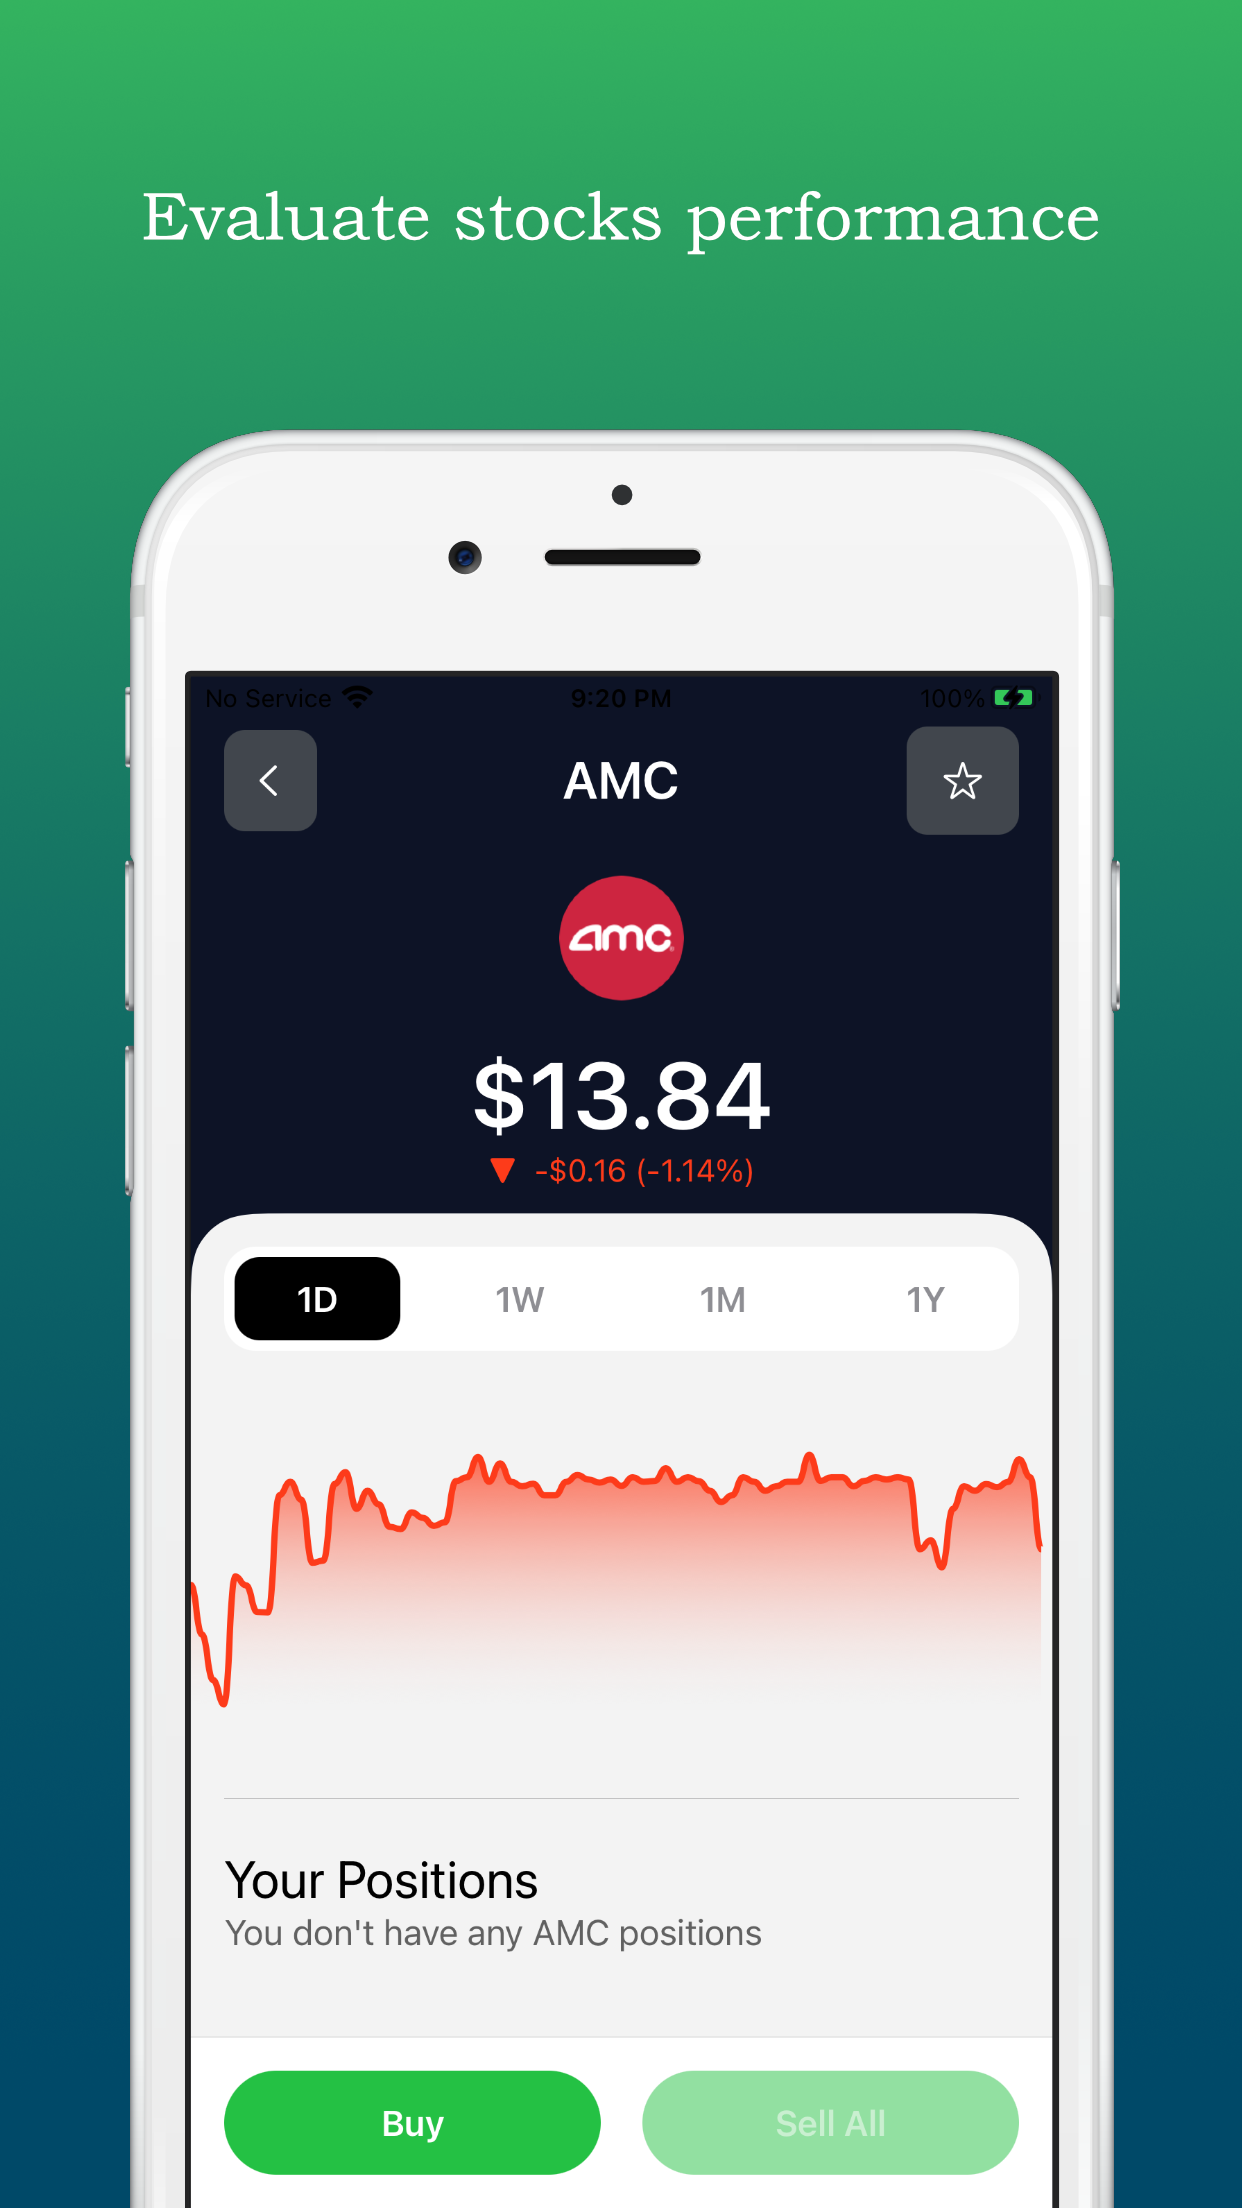 Evaluate stocks performance
No Service 9:20 PM 100%
AMC
amc
$13.84
-$0.16 (-1.14%)
1D 1W 1M 1Y
Your Positions
You don't have any AMC positions
Buy Sell All